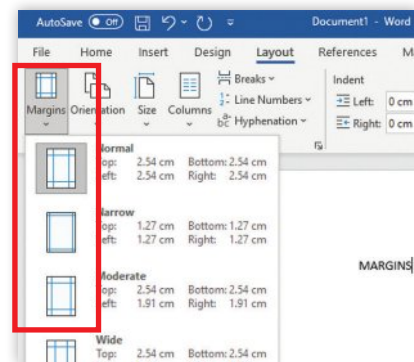 AutoSave Off Document1 - Word
File Home Insert Design Layout References M
Margins Orientation Size Columns
Breaks
Line Numbers
Hyphenation
Indent
Left: 0 cm
Right: 0 cm
Normal
Top: 2.54 cm Bottom: 2.54 cm
Left: 2.54 cm Right: 2.54 cm
Narrow
Top: 1.27 cm Bottom: 1.27 cm
Left: 1.27 cm Right: 1.27 cm
Moderate
Top: 2.54 cm Bottom: 2.54 cm
Left: 1.91 cm Right: 1.91 cm
Wide
Top: 2.54 cm Bottom: 2.54 cm
MARGINS